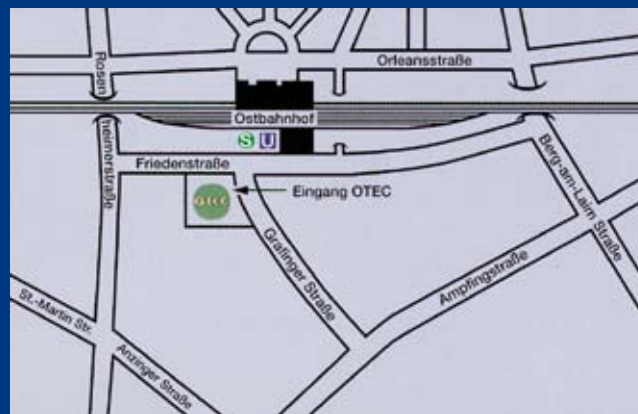 Orleansstraße
Rosen
heimerstraße
Ostbahnhof
S U
Friedenstraße
OTEC
Eingang OTEC
Berg-am-Laim Straße
Grafinger Straße
Ampfingstraße
St.-Martin Str.
Anzinger Straße